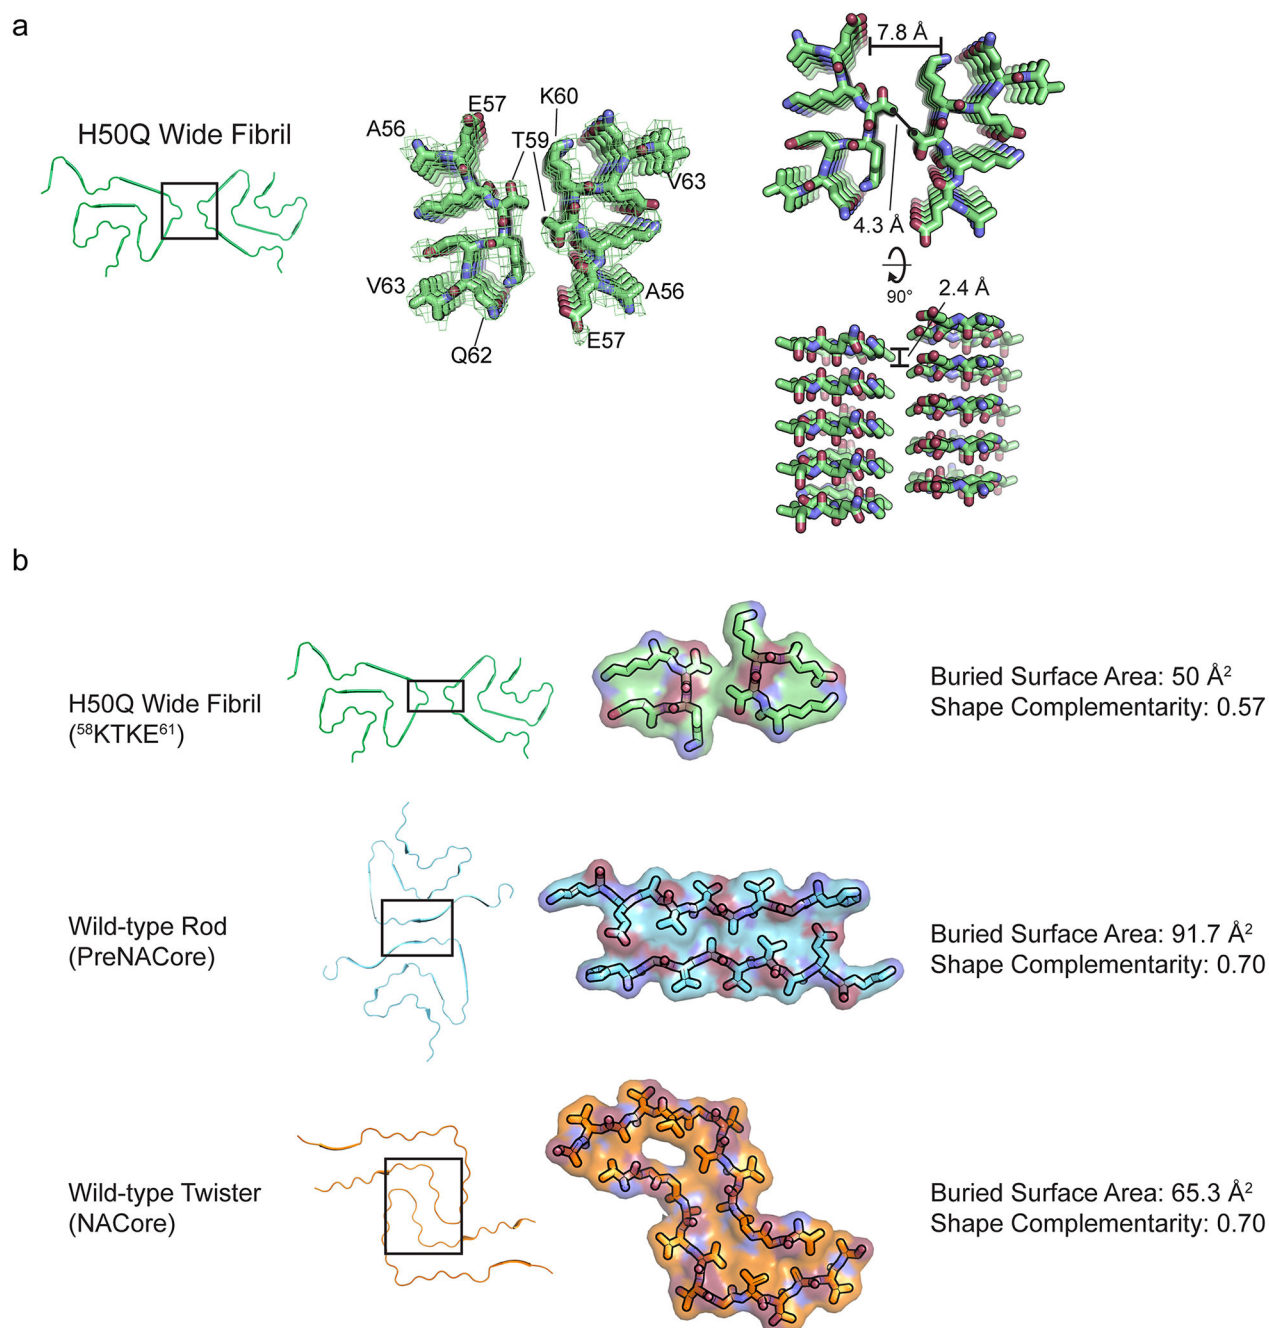 a
H50Q Wide Fibril
A56
E57
K60
T59
V63
V63
Q62
A56
E57
7.8 Å
4.3 Å
90°
2.4 Å
b
H50Q Wide Fibril
(⁵⁸KTKE⁶¹)
Buried Surface Area: 50 Å²
Shape Complementarity: 0.57
Wild-type Rod
(PreNACore)
Buried Surface Area: 91.7 Å²
Shape Complementarity: 0.70
Wild-type Twister
(NACore)
Buried Surface Area: 65.3 Å²
Shape Complementarity: 0.70